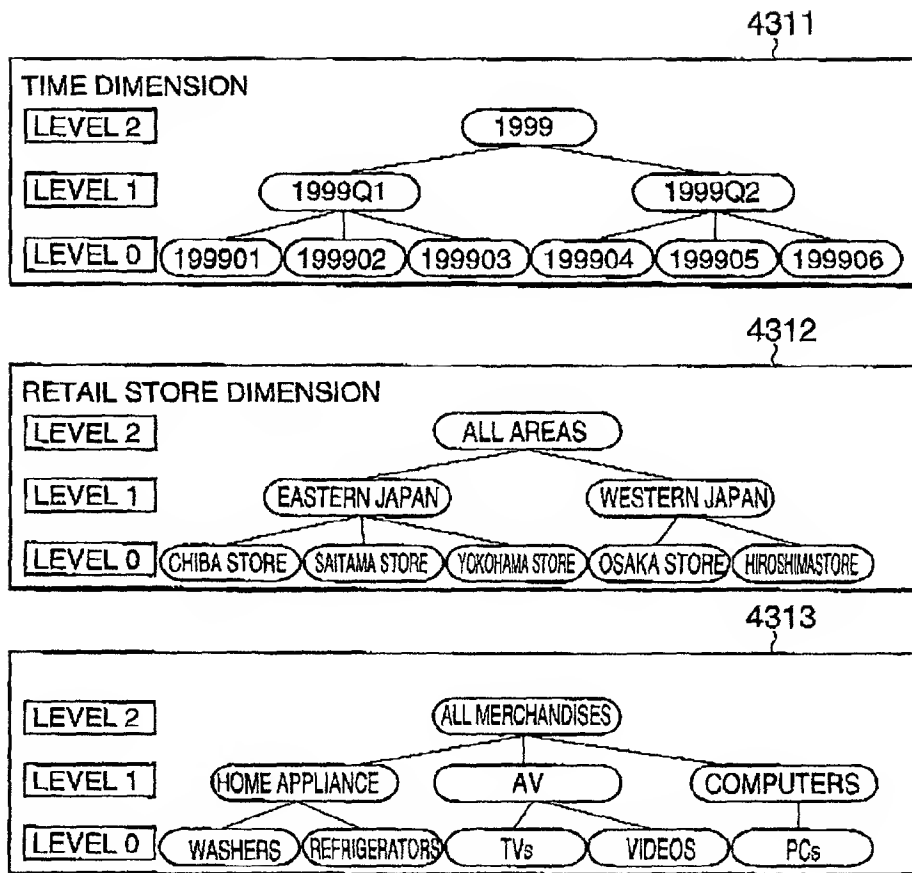 4311
TIME DIMENSION
LEVEL 2 1999
LEVEL 1 1999Q1 1999Q2
LEVEL 0 199901 199902 199903 199904 199905 199906
4312
RETAIL STORE DIMENSION
LEVEL 2 ALL AREAS
LEVEL 1 EASTERN JAPAN WESTERN JAPAN
LEVEL 0 CHIBA STORE SAITAMA STORE YOKOHAMA STORE OSAKA STORE HIROSHIMASTORE
4313
LEVEL 2 ALL MERCHANDISES
LEVEL 1 HOME APPLIANCE AV COMPUTERS
LEVEL 0 WASHERS REFRIGERATORS TVs VIDEOS PCs